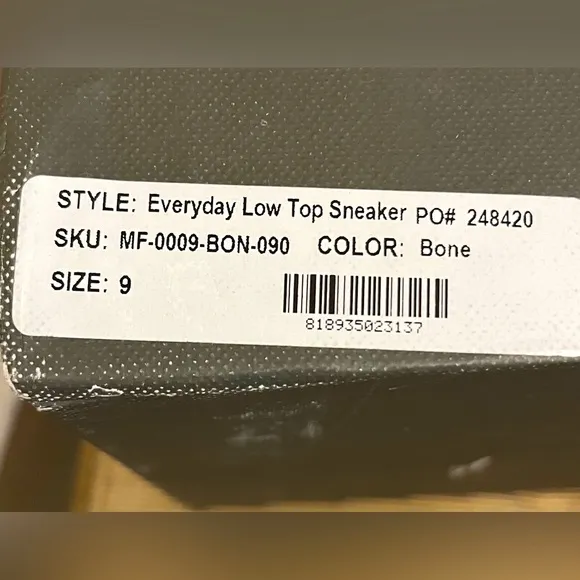 STYLE: Everyday Low Top Sneaker PO# 248420
SKU: MF-0009-BON-090 COLOR: Bone
SIZE: 9
818935023137